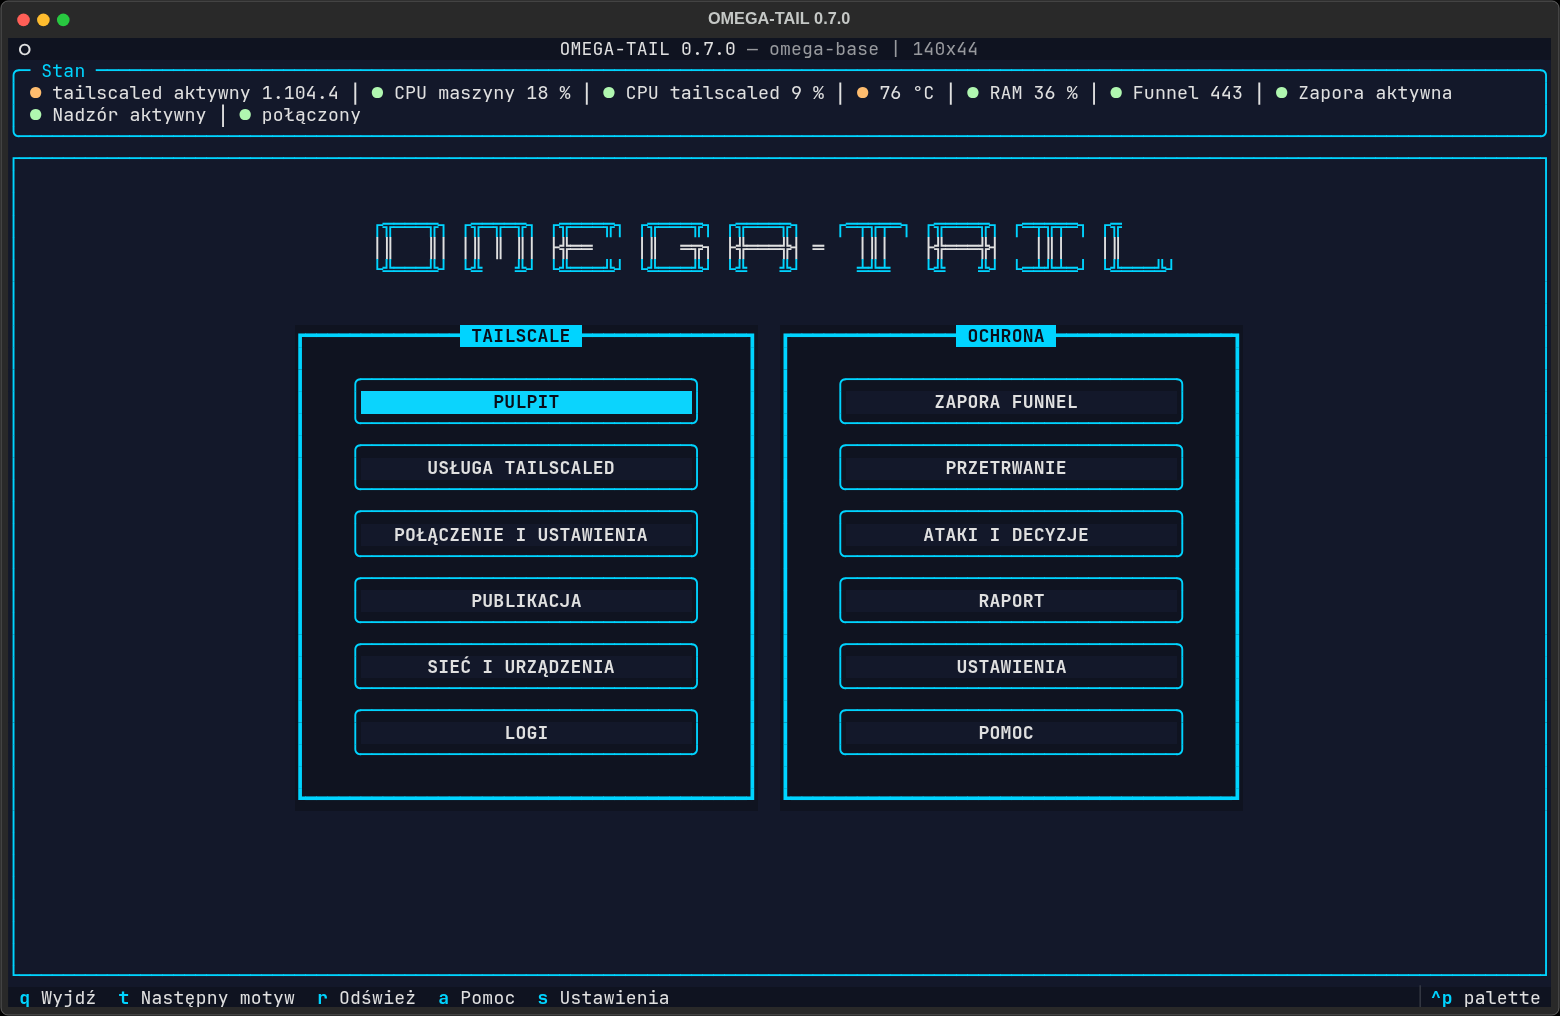 OMEGA-TAIL 0.7.0
OMEGA-TAIL 0.7.0 — omega-base | 140x44
Stan
tailscaled aktywny 1.104.4 │ ● CPU maszyny 18 % │ ● CPU tailscaled 9 % │ ● 76 °C │ ● RAM 36 % │ ● Funnel 443 │ ● Zapora aktywna
Nadzór aktywny │ ● połączony
OMEGA-TAIL
TAILSCALE
PULPIT
USŁUGA TAILSCALED
POŁĄCZENIE I USTAWIENIA
PUBLIKACJA
SIEĆ I URZĄDZENIA
LOGI
OCHRONA
ZAPORA FUNNEL
PRZETRWANIE
ATAKI I DECYZJE
RAPORT
USTAWIENIA
POMOC
q Wyjdź t Następny motyw r Odśwież a Pomoc s Ustawienia ^p palette